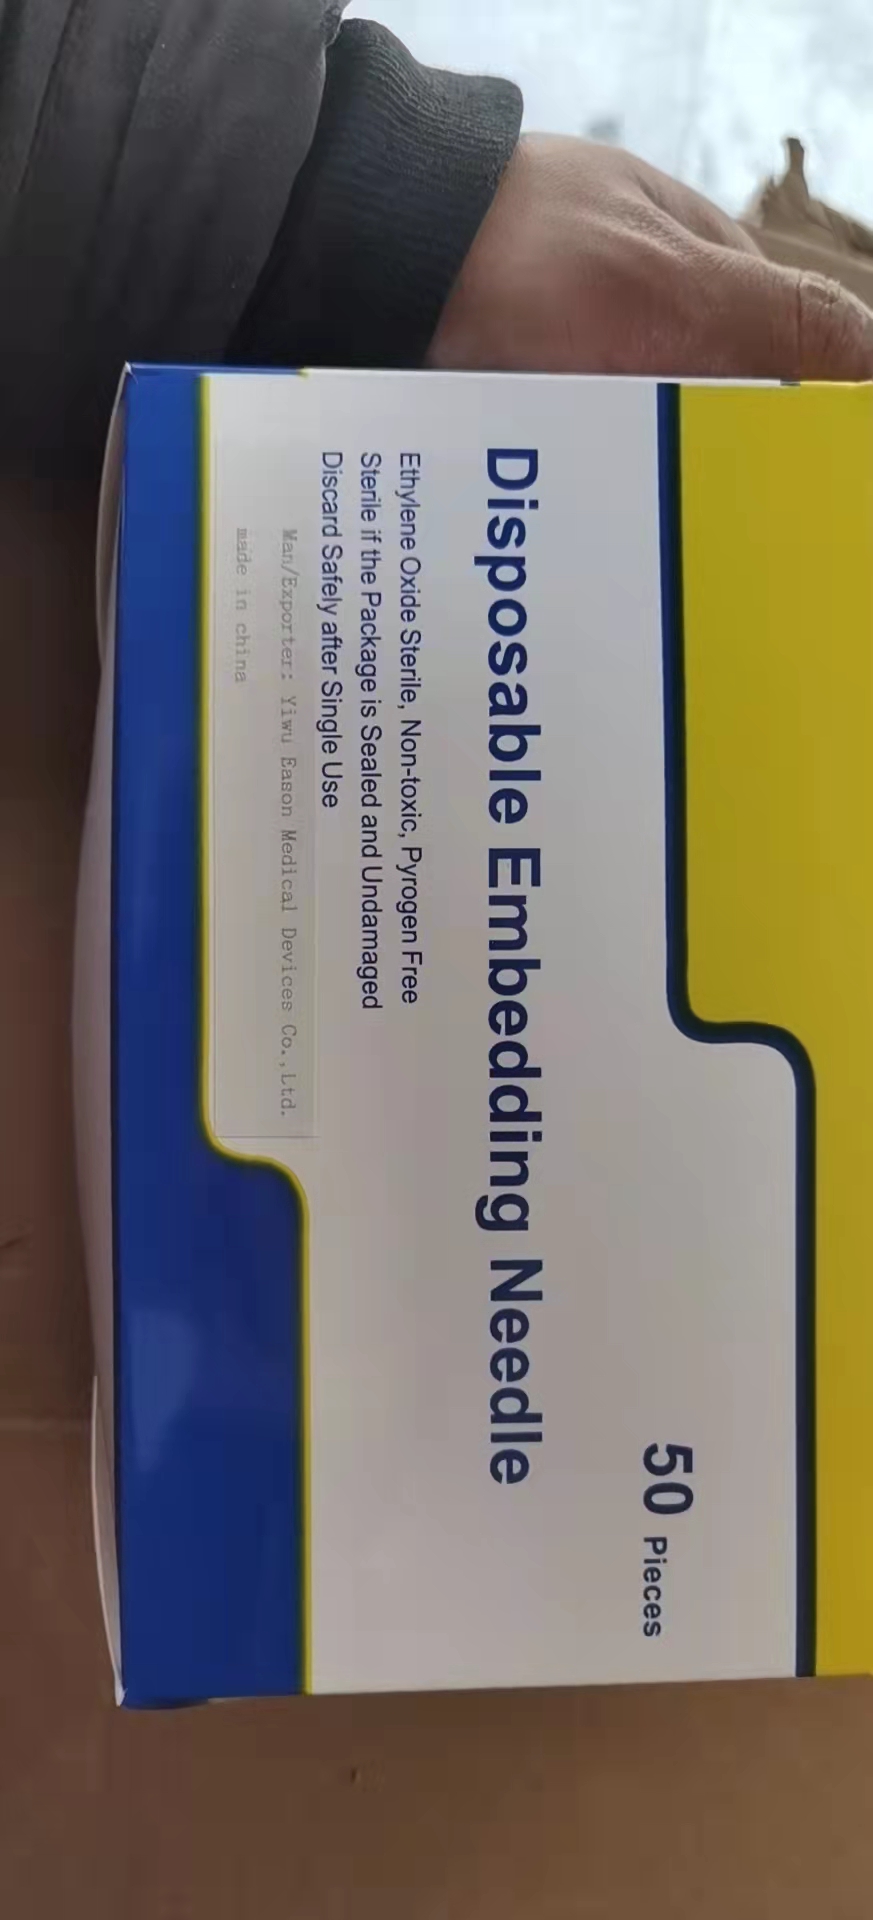 50 Pieces
Disposable Embedding Needle
Ethylene Oxide Sterile, Non-toxic, Pyrogen Free
Sterile if the Package is Sealed and Undamaged
Discard Safely after Single Use
Man/Exporter: Yiwu Eason Medical Devices Co.,Ltd.
made in china